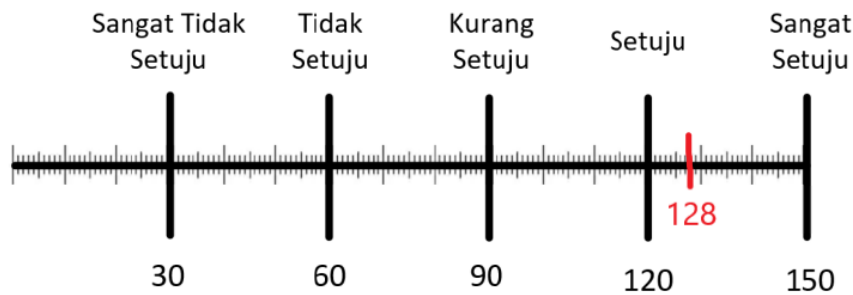 Sangat Tidak
Setuju
Tidak
Setuju
Kurang
Setuju
Setuju
Sangat
Setuju
128
30
60
90
120
150